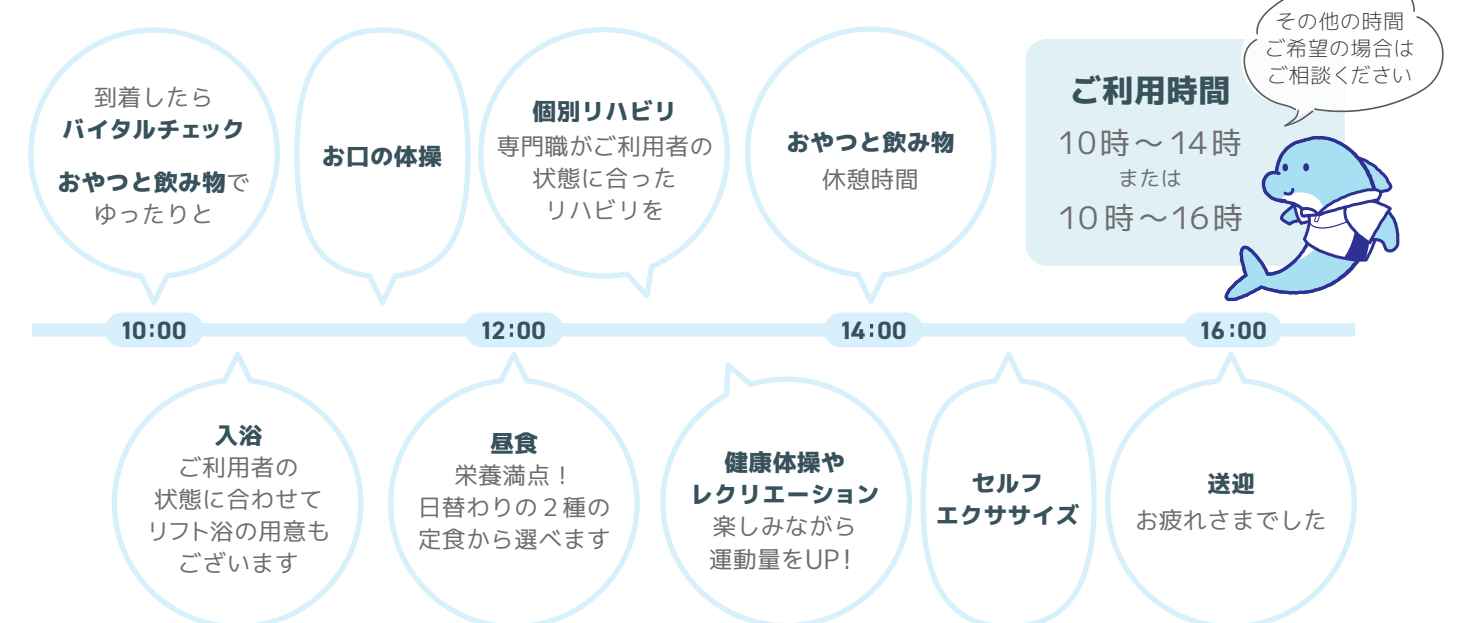 到着したら
バイタルチェック
おやつと飲み物で
ゆったりと
お口の体操
個別リハビリ
専門職がご利用者の
状態に合った
リハビリを
おやつと飲み物
休憩時間
その他の時間
ご希望の場合は
ご相談ください
ご利用時間
10時～14時
または
10時～16時
10:00
12:00
14:00
16:00
入浴
ご利用者の
状態に合わせて
リフト浴の用意も
ございます
昼食
栄養満点！
日替わりの２種の
定食から選べます
健康体操や
レクリエーション
楽しみながら
運動量をUP！
セルフ
エクササイズ
送迎
お疲れさまでした